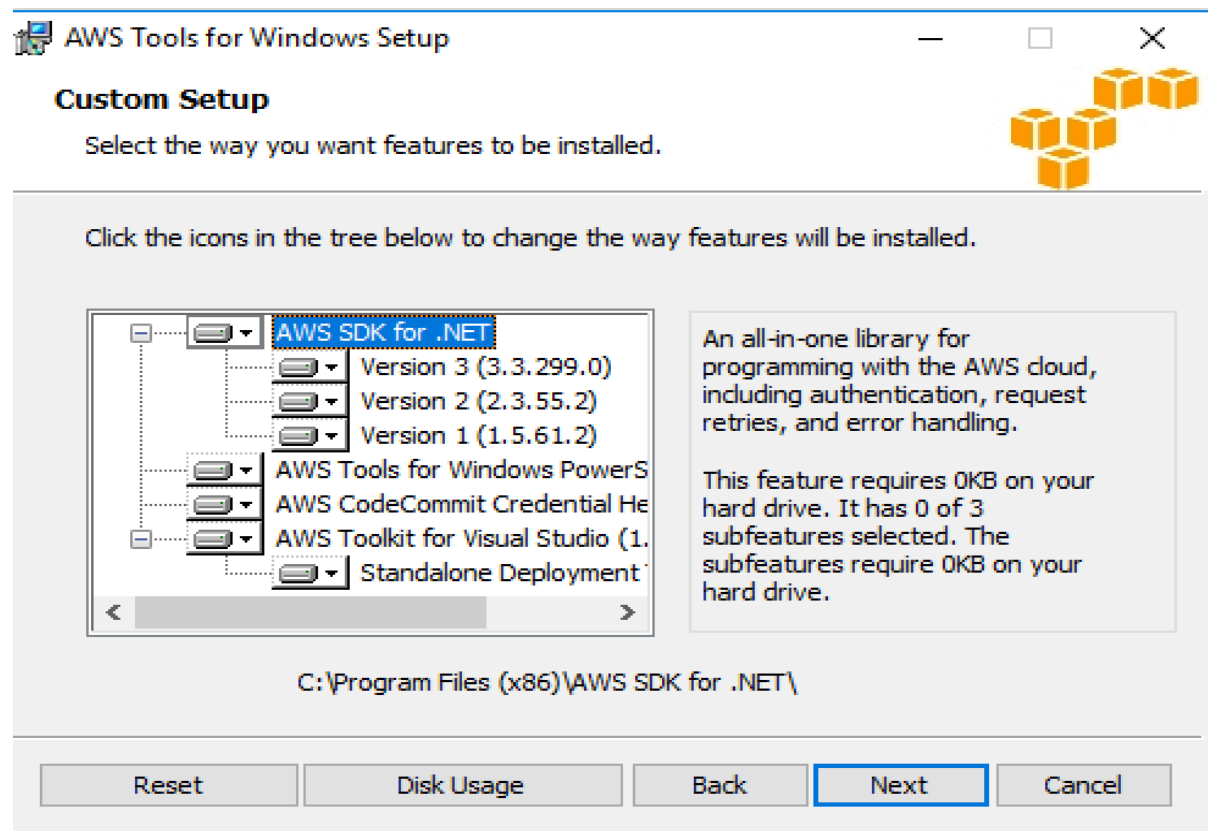 AWS Tools for Windows Setup
Custom Setup
Select the way you want features to be installed.
Click the icons in the tree below to change the way features will be installed.
AWS SDK for .NET
Version 3 (3.3.299.0)
Version 2 (2.3.55.2)
Version 1 (1.5.61.2)
AWS Tools for Windows PowerS
AWS CodeCommit Credential He
AWS Toolkit for Visual Studio (1.
Standalone Deployment
An all-in-one library for
programming with the AWS cloud,
including authentication, request
retries, and error handling.
This feature requires 0KB on your
hard drive. It has 0 of 3
subfeatures selected. The
subfeatures require 0KB on your
hard drive.
C:\Program Files (x86)\AWS SDK for .NET\
Reset
Disk Usage
Back
Next
Cancel